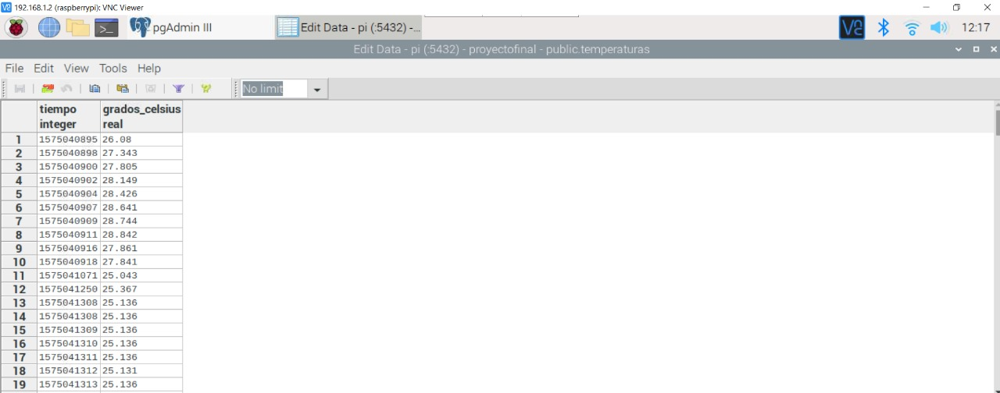 192.168.1.2 (raspberrypi): VNC Viewer
pgAdmin III
Edit Data - pi (:5432) -...
12:17
Edit Data - pi (:5432) - proyectofinal - public.temperaturas
File Edit View Tools Help
No limit
tiempo grados_celsius
integer real
1 1575040895 26.08
2 1575040898 27.343
3 1575040900 27.805
4 1575040902 28.149
5 1575040904 28.426
6 1575040907 28.641
7 1575040909 28.744
8 1575040911 28.842
9 1575040916 27.861
10 1575040918 27.841
11 1575041071 25.043
12 1575041250 25.367
13 1575041308 25.136
14 1575041308 25.136
15 1575041309 25.136
16 1575041310 25.136
17 1575041311 25.136
18 1575041312 25.131
19 1575041313 25.136